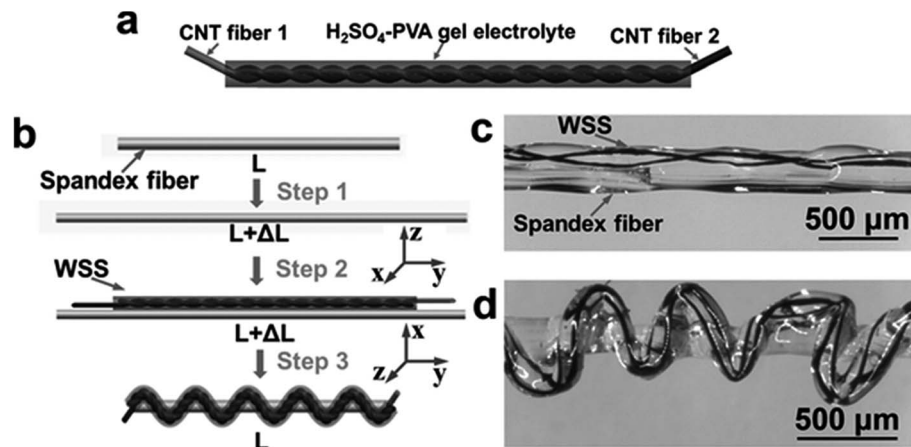 a
CNT fiber 1
H₂SO₄-PVA gel electrolyte
CNT fiber 2
b
Spandex fiber
L
Step 1
L+ΔL
z
x
y
Step 2
WSS
L+ΔL
x
z
y
Step 3
L
c
WSS
Spandex fiber
500 μm
d
500 μm